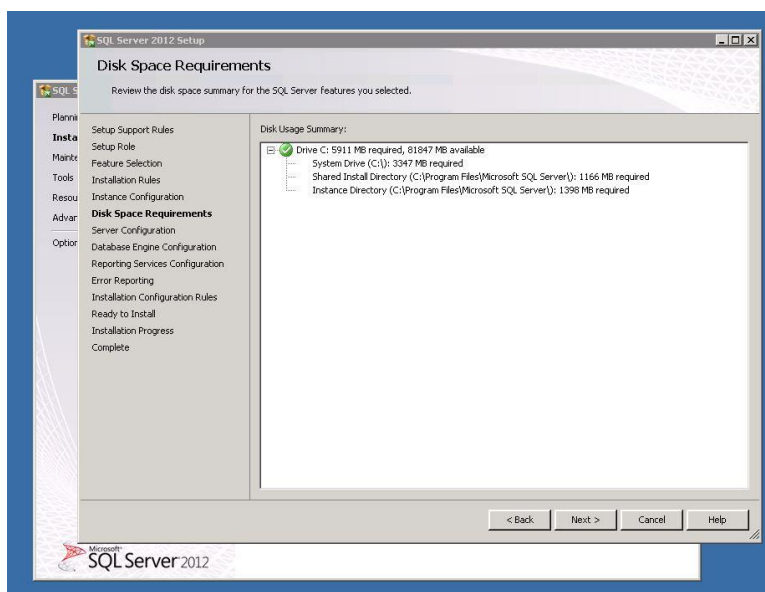 SQL Server 2012 Setup
Disk Space Requirements
Review the disk space summary for the SQL Server features you selected.
Setup Support Rules
Setup Role
Feature Selection
Installation Rules
Instance Configuration
Disk Space Requirements
Server Configuration
Database Engine Configuration
Reporting Services Configuration
Error Reporting
Installation Configuration Rules
Ready to Install
Installation Progress
Complete
Disk Usage Summary:
Drive C: 5911 MB required, 81847 MB available
System Drive (C:\): 3347 MB required
Shared Install Directory (C:\Program Files\Microsoft SQL Server\): 1166 MB required
Instance Directory (C:\Program Files\Microsoft SQL Server\): 1398 MB required
< Back Next > Cancel Help
SQL S
Planni
Insta
Mainte
Tools
Resou
Advar
Option
Microsoft
SQL Server 2012